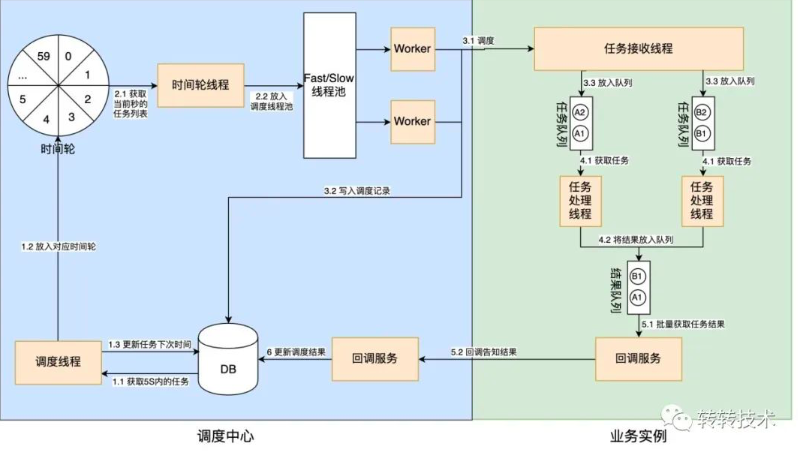 59
0
...
1
5
2
4
3
时间轮
2.1 获取
当前秒的
任务列表
时间轮线程
2.2 放入
调度线程池
Fast/Slow
线程池
Worker
Worker
3.1 调度
任务接收线程
3.3 放入队列
3.3 放入队列
任务队列
A2
A1
任务队列
B2
B1
4.1 获取任务
4.1 获取任务
任务
处理
线程
任务
处理
线程
3.2 写入调度记录
4.2 将结果放入队列
1.2 放入对应时间轮
结果队列
B1
A1
5.1 批量获取任务结果
调度线程
1.3 更新任务下次时间
1.1 获取5S内的任务
DB
6 更新调度结果
回调服务
5.2 回调告知结果
回调服务
转转技术
调度中心
业务实例